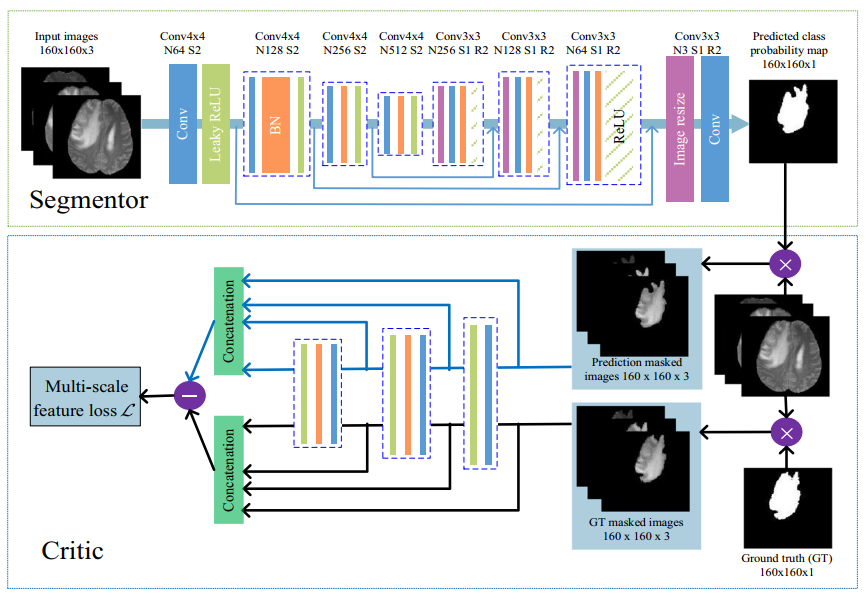 Input images
160x160x3
Conv4x4
N64 S2
Conv4x4
N128 S2
Conv4x4
N256 S2
Conv4x4
N512 S2
Conv3x3
N256 S1 R2
Conv3x3
N128 S1 R2
Conv3x3
N64 S1 R2
Conv3x3
N3 S1 R2
Predicted class
probability map
160x160x1
Conv
Leaky ReLU
BN
ReLU
Image resize
Conv
Segmentor
×
Concatenation
Prediction masked
images 160 x 160 x 3
Multi-scale
feature loss ℒ
−
Concatenation
×
GT masked images
160 x 160 x 3
Critic
Ground truth (GT)
160x160x1